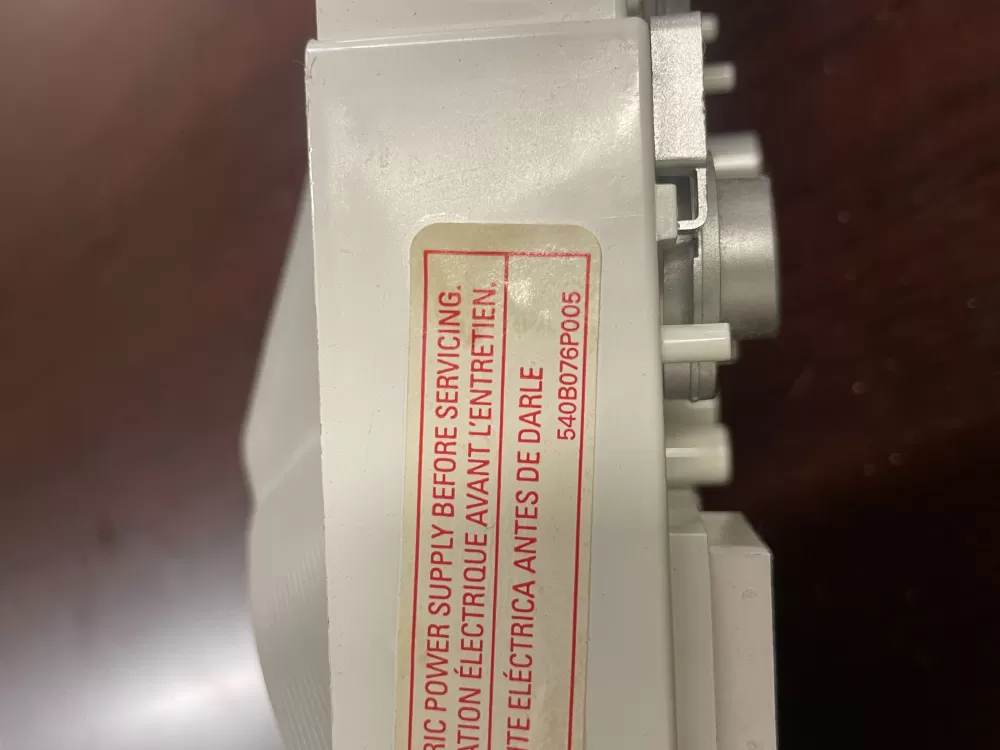 RIC POWER SUPPLY BEFORE SERVICING.
ATION ÉLECTRIQUE AVANT L'ENTRETIEN.
TE ELÉCTRICA ANTES DE DARLE
540B076P005